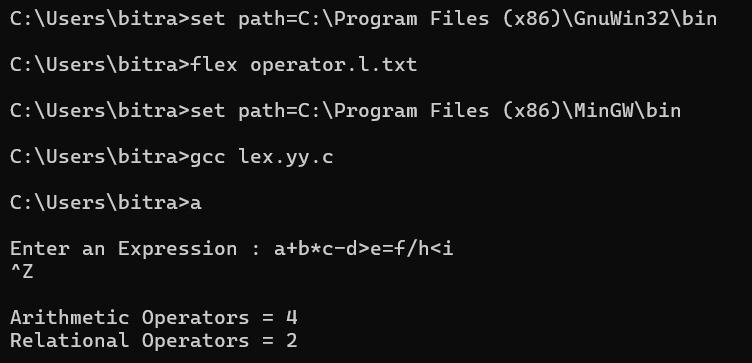 C:\Users\bitra>set path=C:\Program Files (x86)\GnuWin32\bin
C:\Users\bitra>flex operator.l.txt
C:\Users\bitra>set path=C:\Program Files (x86)\MinGW\bin
C:\Users\bitra>gcc lex.yy.c
C:\Users\bitra>a
Enter an Expression : a+b*c-d>e=f/h<i
^Z
Arithmetic Operators = 4
Relational Operators = 2